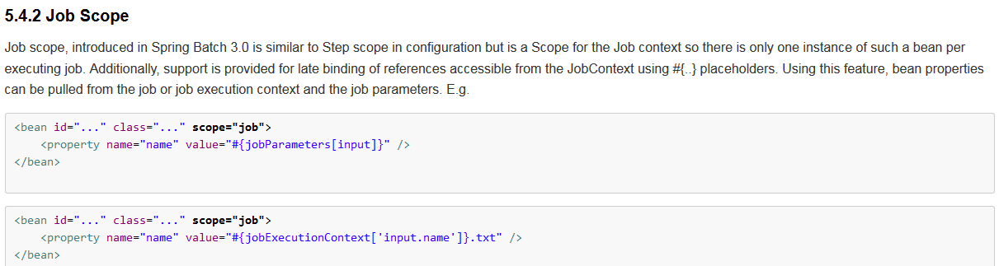 5.4.2 Job Scope
Job scope, introduced in Spring Batch 3.0 is similar to Step scope in configuration but is a Scope for the Job context so there is only one instance of such a bean per
executing job. Additionally, support is provided for late binding of references accessible from the JobContext using #{..} placeholders. Using this feature, bean properties
can be pulled from the job or job execution context and the job parameters. E.g.
<bean id="..." class="..." scope="job">
    <property name="name" value="#{jobParameters[input]}" />
</bean>
<bean id="..." class="..." scope="job">
    <property name="name" value="#{jobExecutionContext['input.name']}.txt" />
</bean>